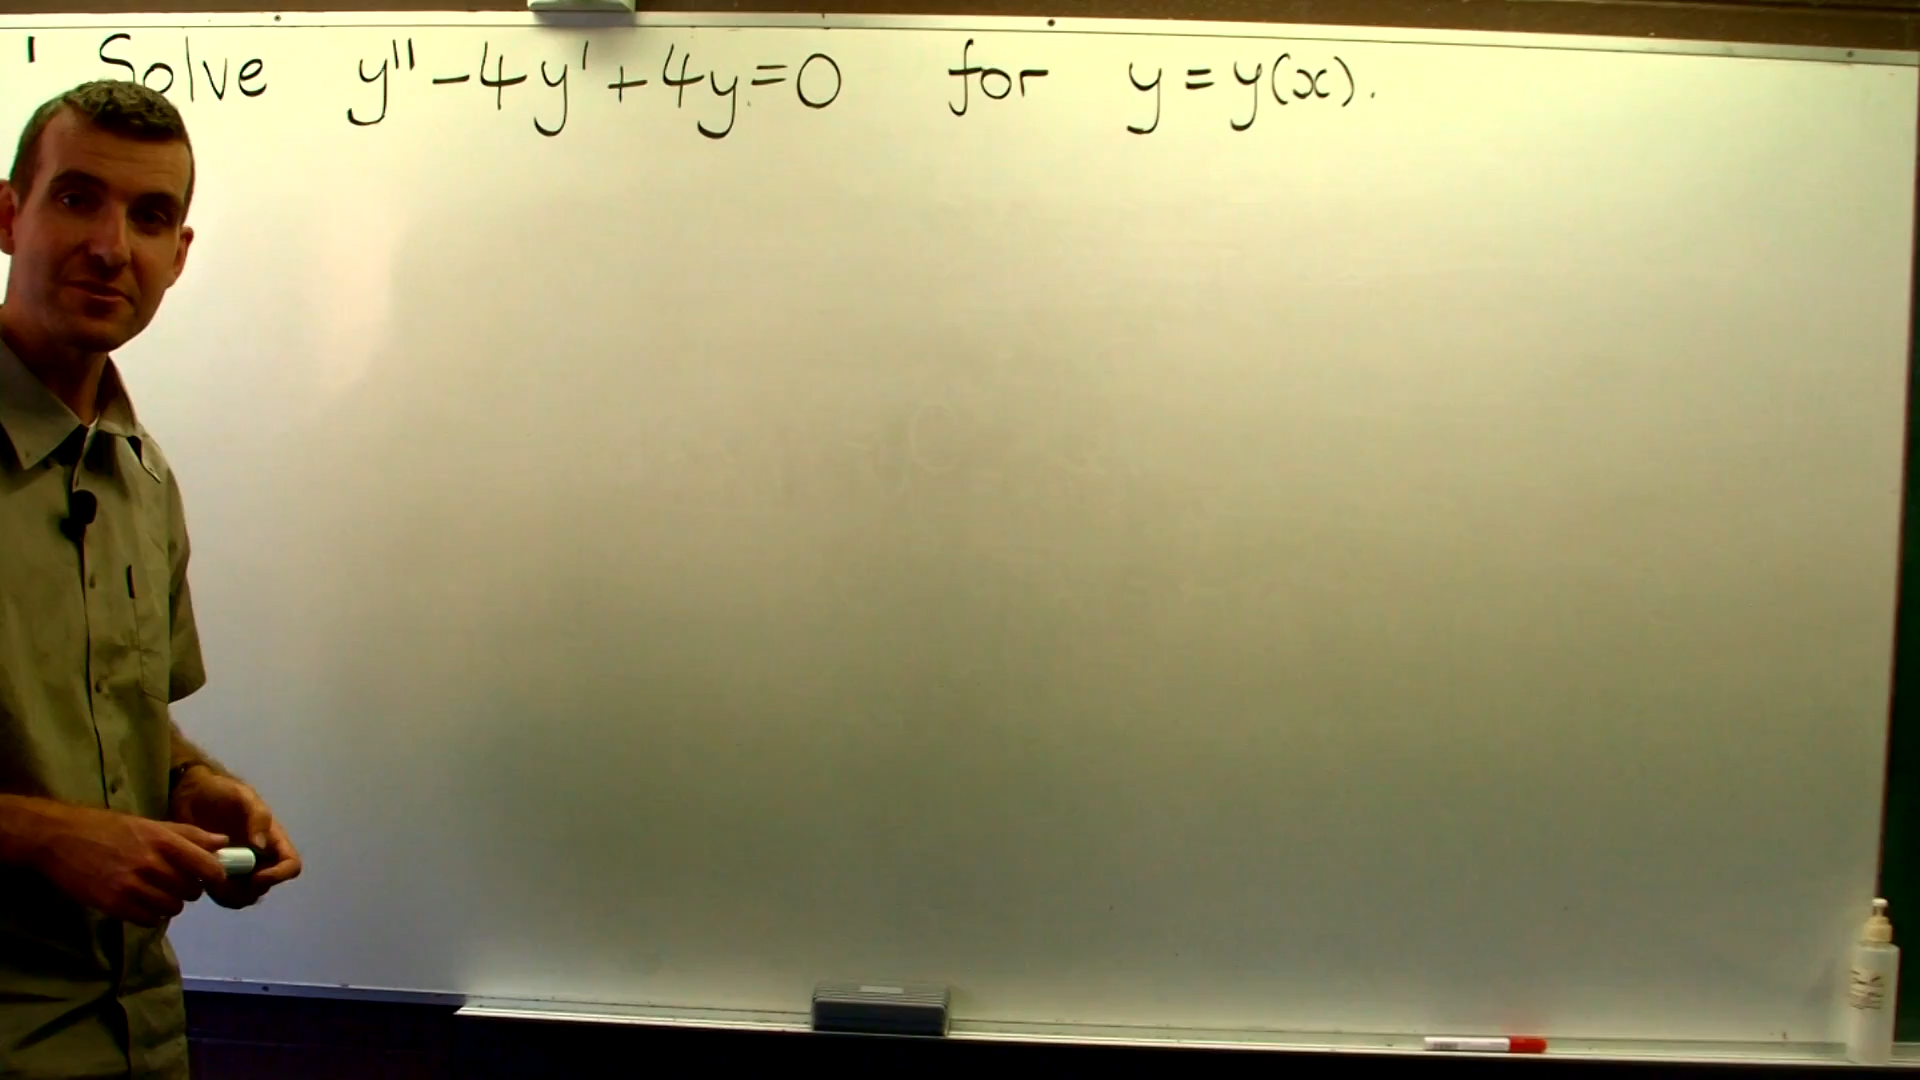 Solve y'' - 4y' + 4y = 0 for y = y(x).